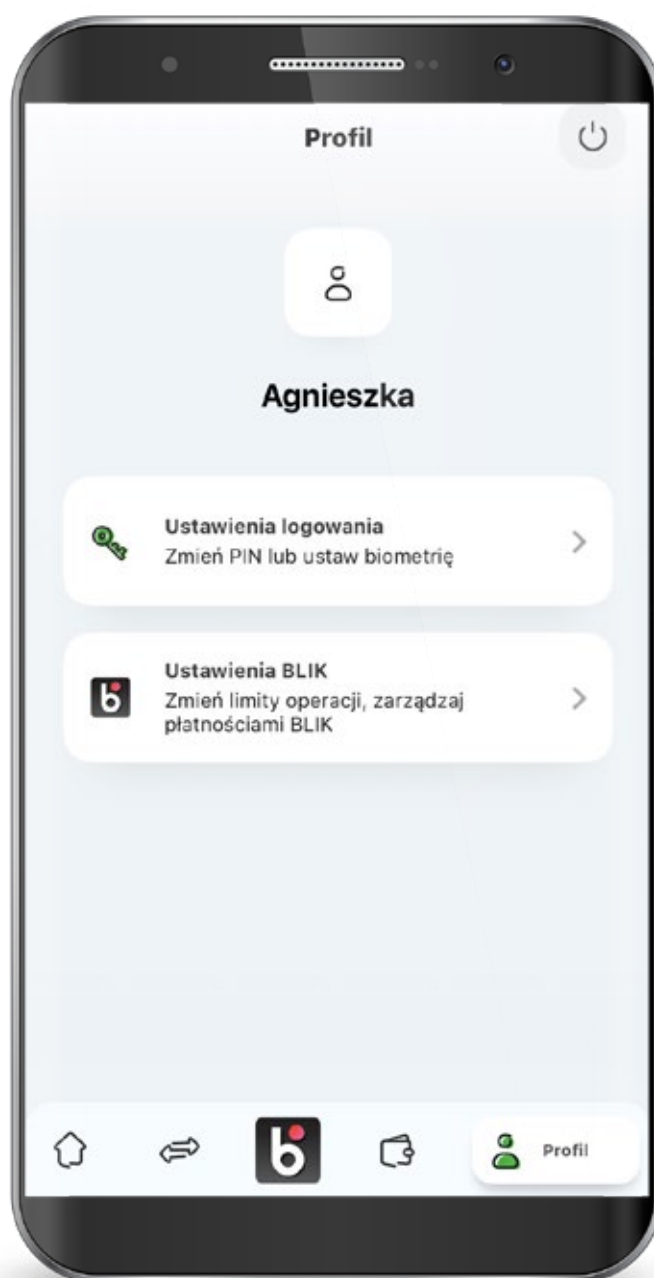 Profil
Agnieszka
Ustawienia logowania
Zmień PIN lub ustaw biometrię
Ustawienia BLIK
Zmień limity operacji, zarządzaj
płatnościami BLIK
Profil